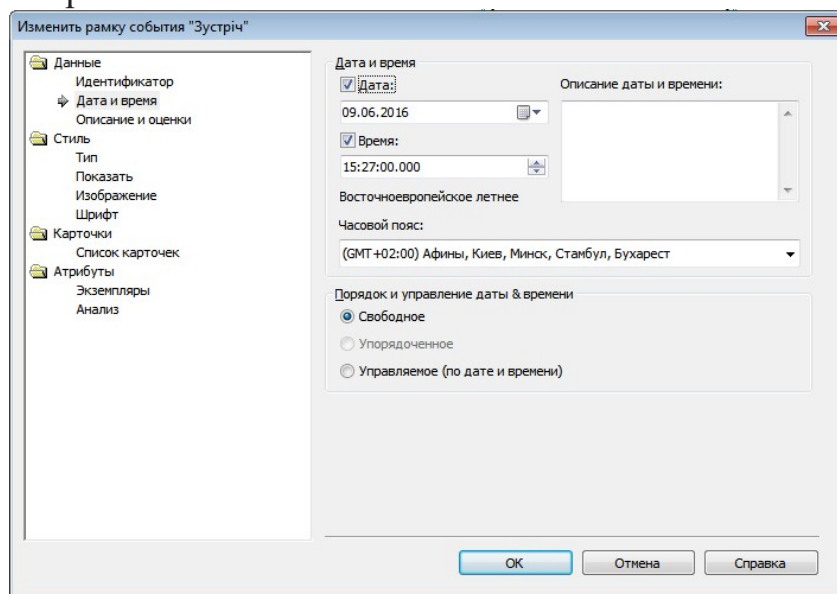 Изменить рамку события "Зустріч"
Данные
Идентификатор
Дата и время
Описание и оценки
Стиль
Тип
Показать
Изображение
Шрифт
Карточки
Список карточек
Атрибуты
Экземпляры
Анализ
Дата и время
Дата:
Описание даты и времени:
09.06.2016
Время:
15:27:00.000
Восточноевропейское летнее
Часовой пояс:
(GMT+02:00) Афины, Киев, Минск, Стамбул, Бухарест
Порядок и управление даты & времени
Свободное
Упорядоченное
Управляемое (по дате и времени)
ОК
Отмена
Справка